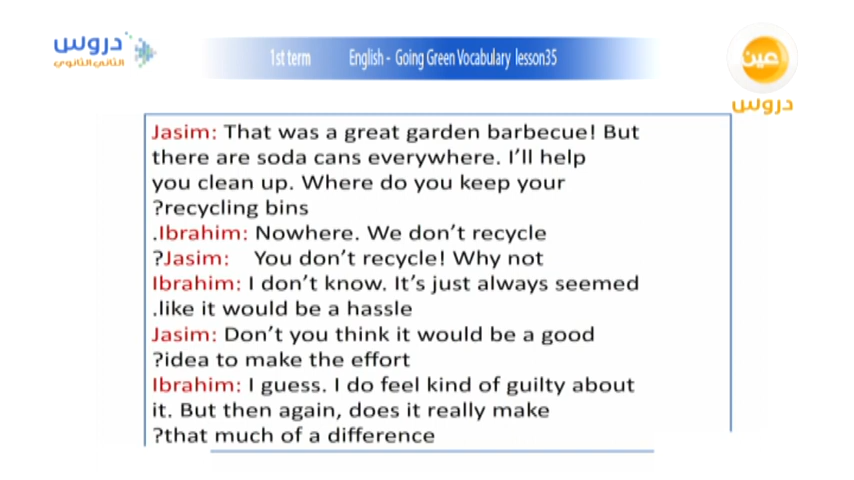 دروس
الثاني الثانوي
1st term English - Going Green Vocabulary lesson35
عين
دروس
Jasim: That was a great garden barbecue! But
there are soda cans everywhere. I’ll help
you clean up. Where do you keep your
?recycling bins
.Ibrahim: Nowhere. We don’t recycle
?Jasim: You don’t recycle! Why not
Ibrahim: I don’t know. It’s just always seemed
.like it would be a hassle
Jasim: Don’t you think it would be a good
?idea to make the effort
Ibrahim: I guess. I do feel kind of guilty about
it. But then again, does it really make
?that much of a difference